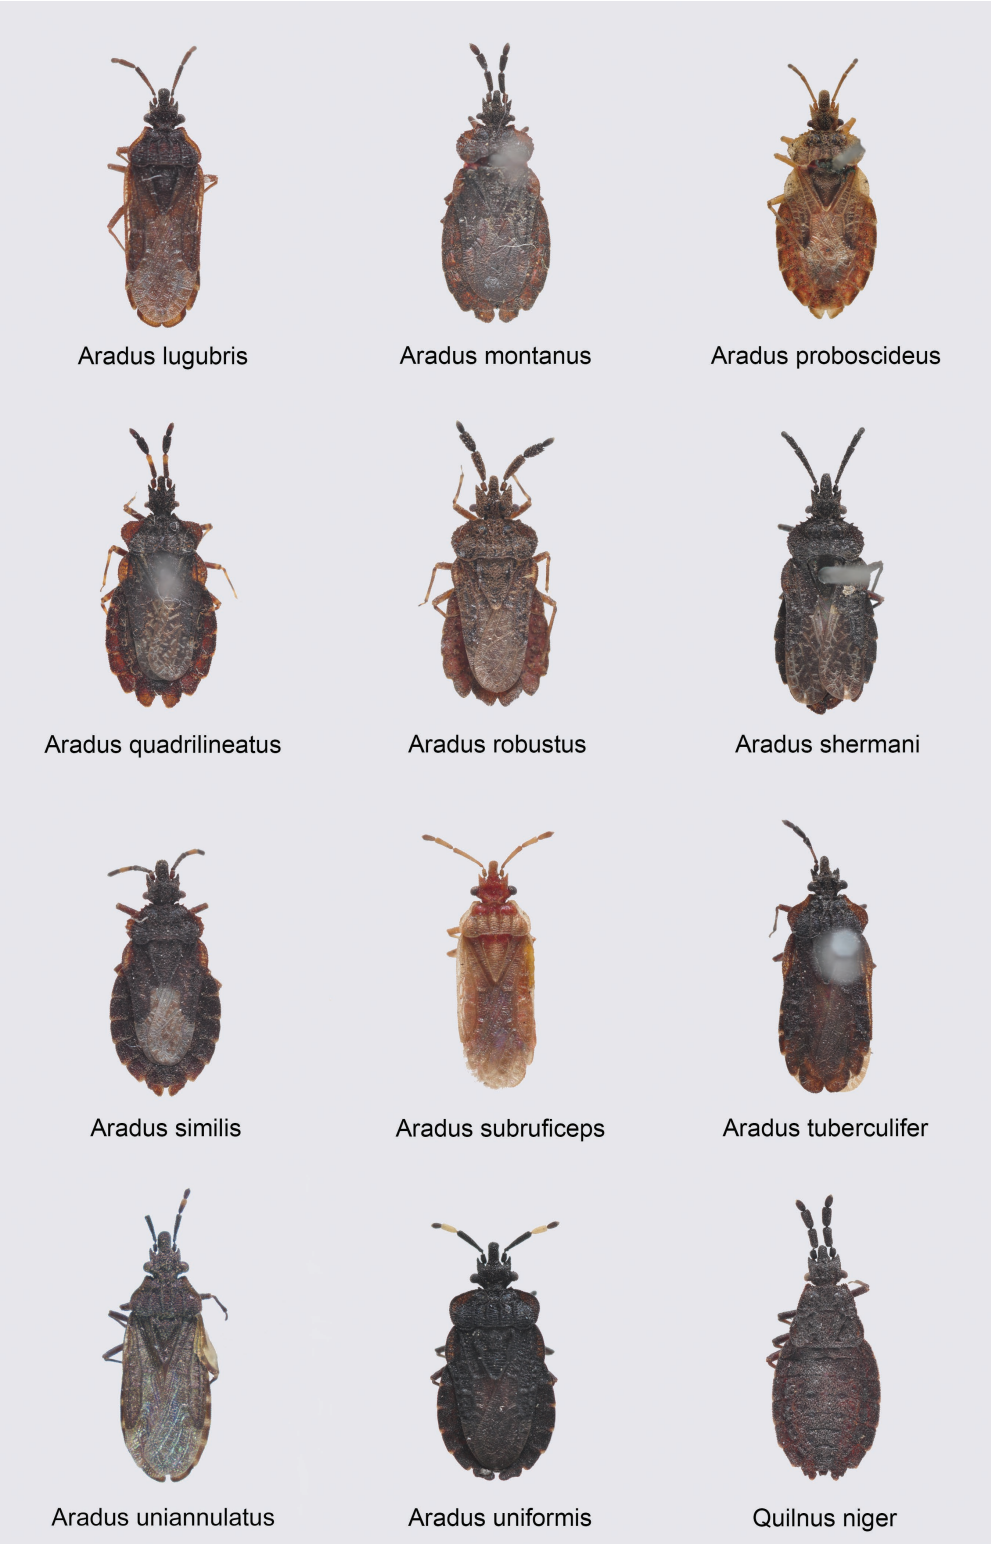 Aradus lugubris
Aradus montanus
Aradus proboscideus
Aradus quadrilineatus
Aradus robustus
Aradus shermani
Aradus similis
Aradus subruficeps
Aradus tuberculifer
Aradus uniannulatus
Aradus uniformis
Quilnus niger